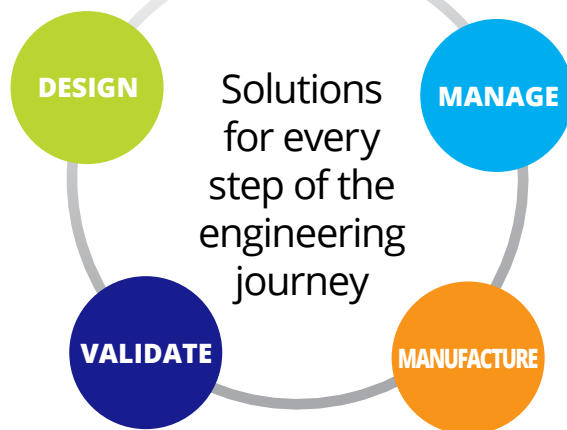 DESIGN
MANAGE
Solutions
for every
step of the
engineering
journey
VALIDATE
MANUFACTURE